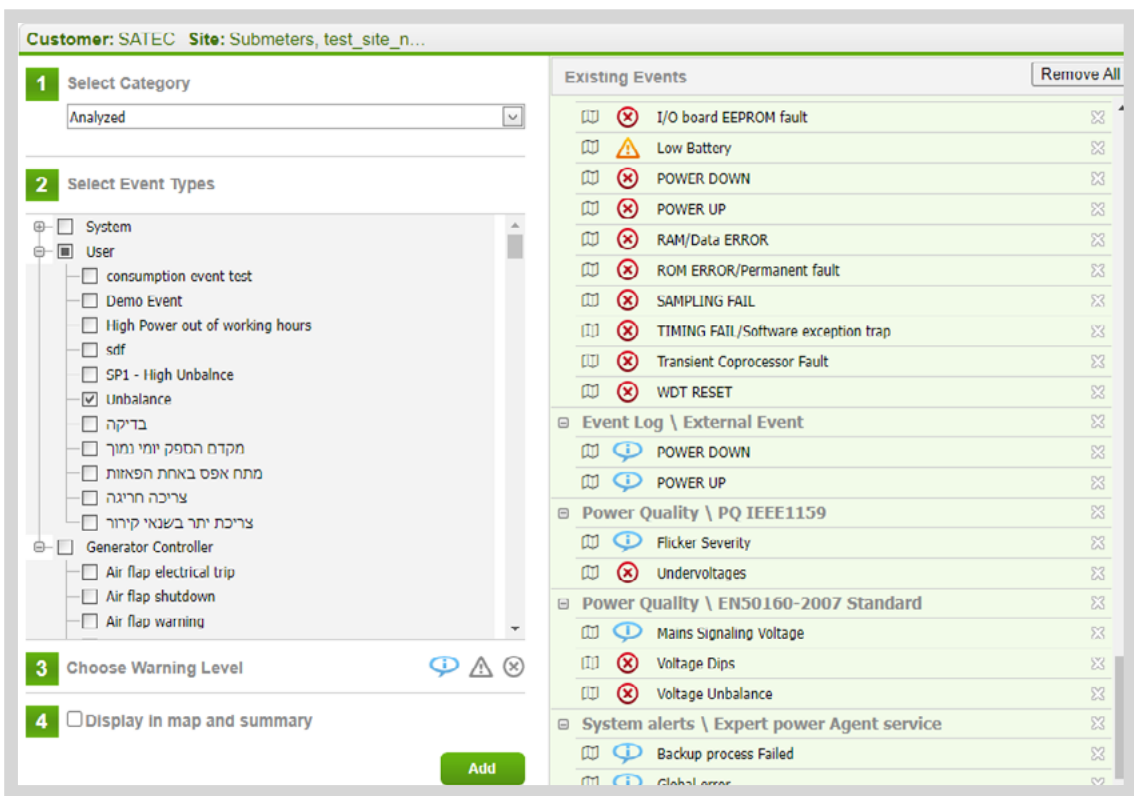 Customer: SATEC Site: Submeters, test_site_n...
1 Select Category
Analyzed
2 Select Event Types
System
User
consumption event test
Demo Event
High Power out of working hours
sdf
SP1 - High Unbalnce
Unbalance
בדיקה
מקדם הספק יומי נמוך
מתח אפס באחת הפאזות
צריכה חריגה
צריכת יתר בשנאי קירור
Generator Controller
Air flap electrical trip
Air flap shutdown
Air flap warning
3 Choose Warning Level
4 Display in map and summary
Add
Existing Events
Remove All
I/O board EEPROM fault
Low Battery
POWER DOWN
POWER UP
RAM/Data ERROR
ROM ERROR/Permanent fault
SAMPLING FAIL
TIMING FAIL/Software exception trap
Transient Coprocessor Fault
WDT RESET
Event Log \ External Event
POWER DOWN
POWER UP
Power Quality \ PQ IEEE1159
Flicker Severity
Undervoltages
Power Quality \ EN50160-2007 Standard
Mains Signaling Voltage
Voltage Dips
Voltage Unbalance
System alerts \ Expert power Agent service
Backup process Failed
Global error